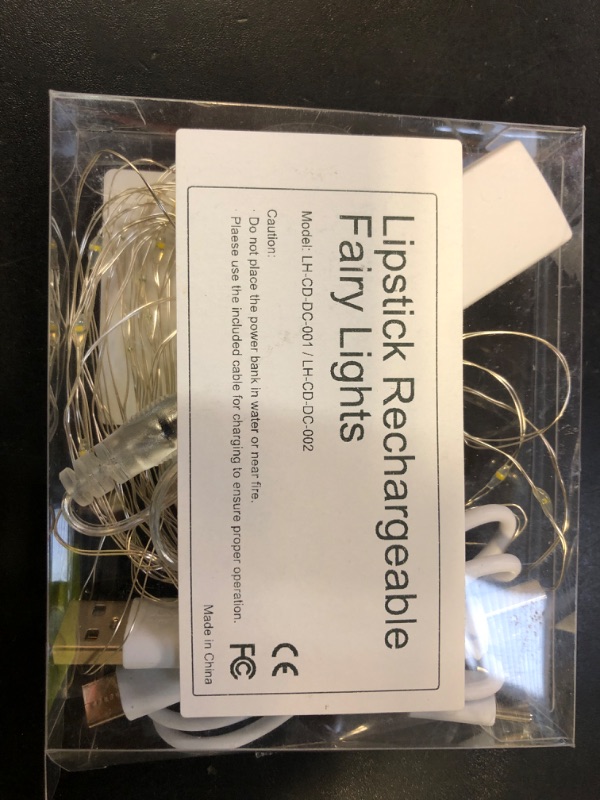 Lipstick Rechargeable
Fairy Lights
Model: LH-CD-DC-001 / LH-CD-DC-002
Caution:
· Do not place the power bank in water or near fire.
· Plaese use the included cable for charging to ensure proper operation.
CE
FC
Made in China